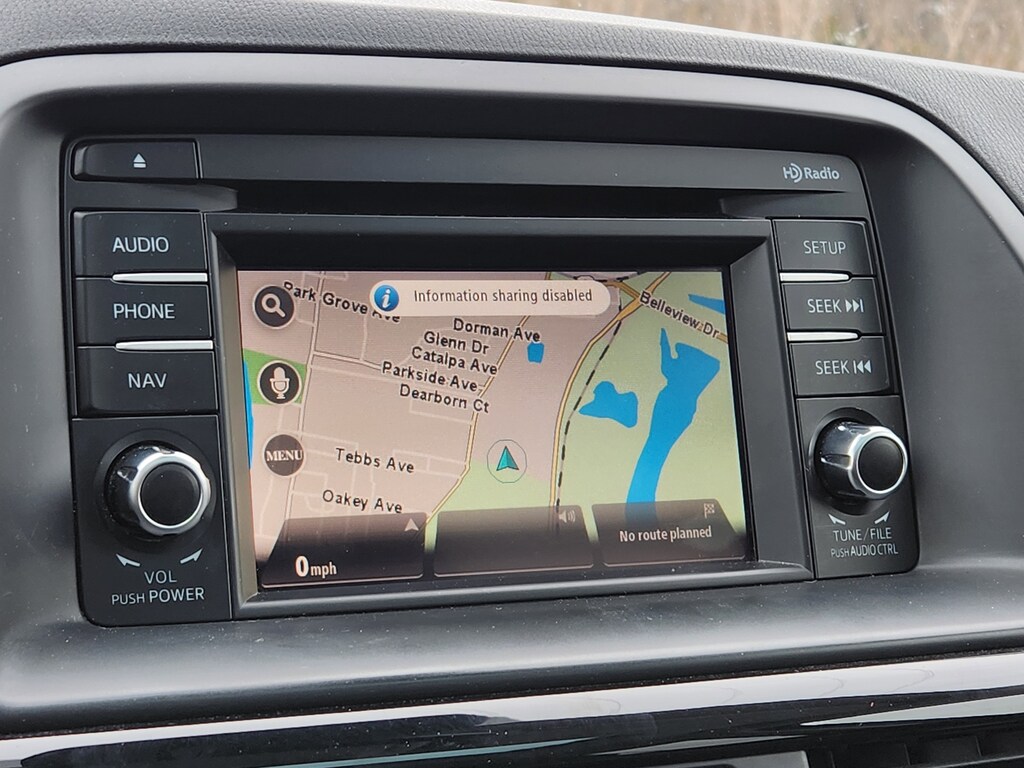 HD Radio
AUDIO
SETUP
PHONE
SEEK
NAV
SEEK
Park Grove Ave
Information sharing disabled
Belleview Dr
Dorman Ave
Glenn Dr
Catalpa Ave
Parkside Ave
Dearborn Ct
MENU
Tebbs Ave
Oakey Ave
0 mph
No route planned
VOL
PUSH POWER
TUNE/FILE
PUSH AUDIO CTRL